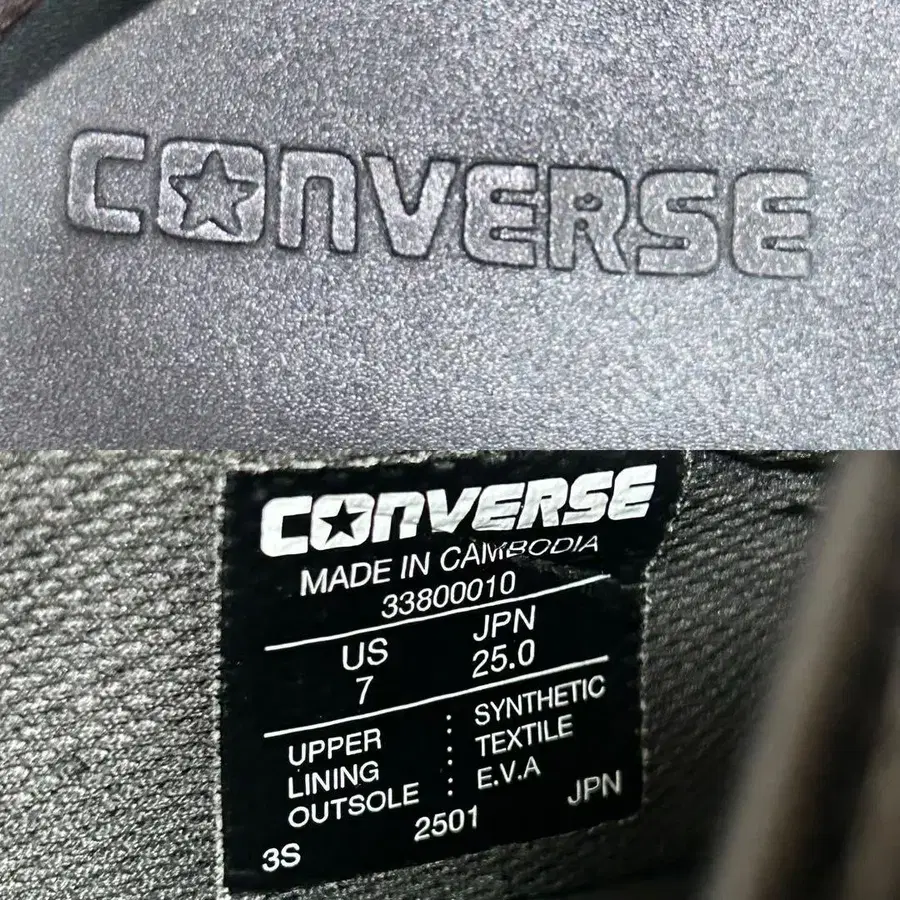 CONVERSE
CONVERSE
MADE IN CAMBODIA
33800010
US JPN
7 25.0
UPPER : SYNTHETIC
LINING : TEXTILE
OUTSOLE : E.V.A
3S 2501 JPN